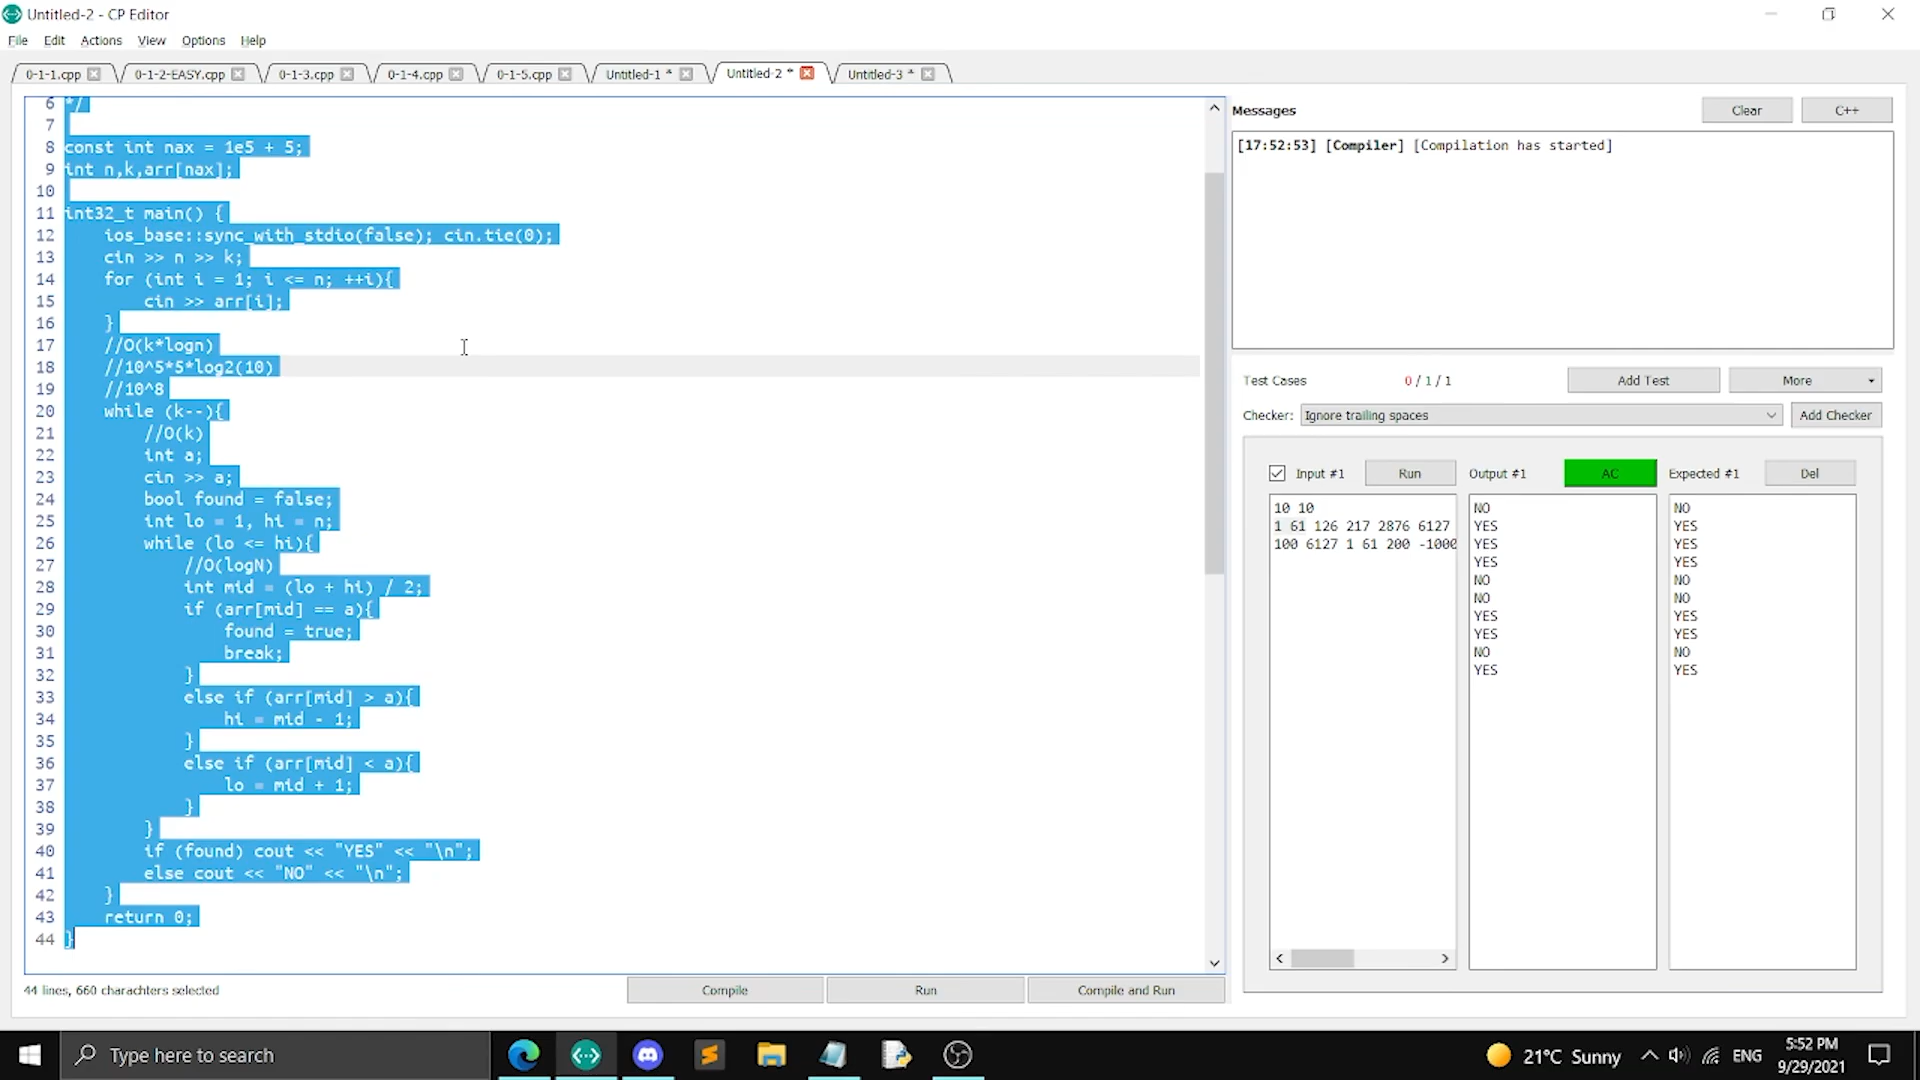 Untitled-2 - CP Editor
File Edit Actions View Options Help
0-1-1.cpp 0-1-2-EASY.cpp 0-1-3.cpp 0-1-4.cpp 0-1-5.cpp Untitled-1 * Untitled-2 * Untitled-3 *
6 */
7
8 const int nax = 1e5 + 5;
9 int n,k,arr[nax];
10
11 int32_t main() {
12 ios_base::sync_with_stdio(false); cin.tie(0);
13 cin >> n >> k;
14 for (int i = 1; i <= n; ++i){
15 cin >> arr[i];
16 }
17 //O(k*logn)
18 //10^5*5*log2(10)
19 //10^8
20 while (k--){
21 //O(k)
22 int a;
23 cin >> a;
24 bool found = false;
25 int lo = 1, hi = n;
26 while (lo <= hi){
27 //O(logN)
28 int mid = (lo + hi) / 2;
29 if (arr[mid] == a){
30 found = true;
31 break;
32 }
33 else if (arr[mid] > a){
34 hi = mid - 1;
35 }
36 else if (arr[mid] < a){
37 lo = mid + 1;
38 }
39 }
40 if (found) cout << "YES" << "\n";
41 else cout << "NO" << "\n";
42 }
43 return 0;
44 }
44 lines, 660 charachters selected
Compile Run Compile and Run
Messages Clear C++
[17:52:53] [Compiler] [Compilation has started]
Test Cases 0 / 1 / 1 Add Test More
Checker: Ignore trailing spaces Add Checker
Input #1 Run Output #1 AC Expected #1 Del
10 10
1 61 126 217 2876 6127
100 6127 1 61 200 -1000
NO
YES
YES
YES
NO
NO
YES
YES
NO
YES
NO
YES
YES
YES
NO
NO
YES
YES
NO
YES
Type here to search
21°C Sunny
ENG
5:52 PM
9/29/2021